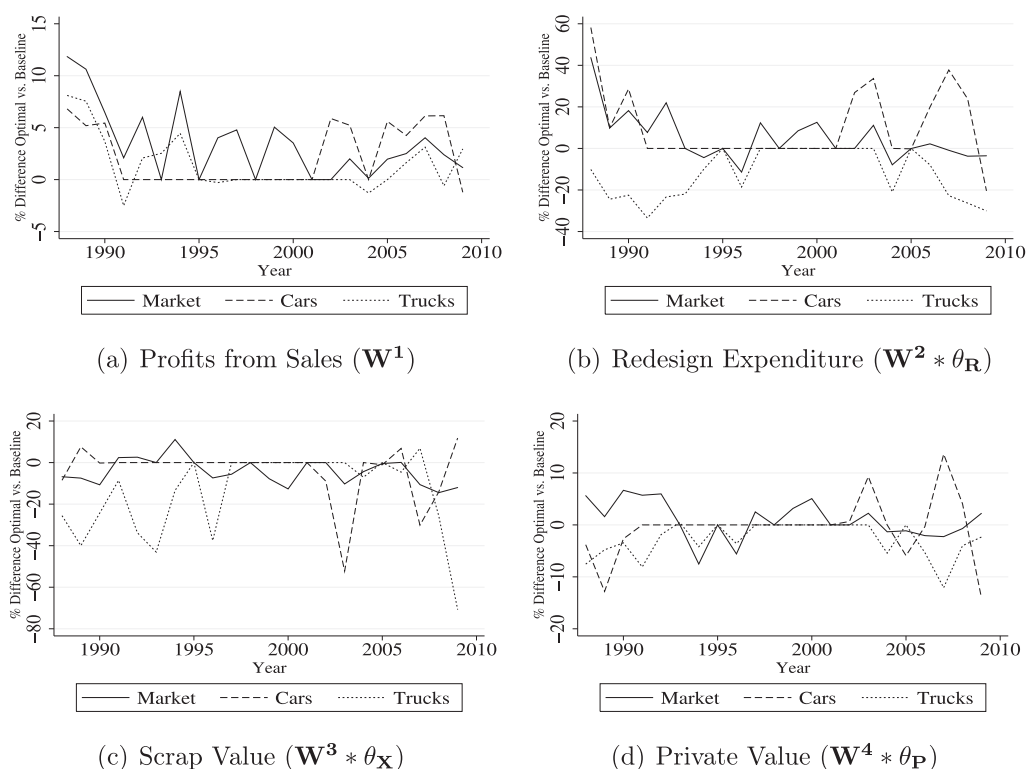 % Difference Optimal vs. Baseline
15
10
5
0
−5
1990 1995 2000 2005 2010
Year
Market Cars Trucks
(a) Profits from Sales (W¹)
% Difference Optimal vs. Baseline
60
40
20
0
−20
−40
1990 1995 2000 2005 2010
Year
Market Cars Trucks
(b) Redesign Expenditure (W² ∗ θ_R)
% Difference Optimal vs. Baseline
20
0
−20
−40
−60
−80
1990 1995 2000 2005 2010
Year
Market Cars Trucks
(c) Scrap Value (W³ ∗ θ_X)
% Difference Optimal vs. Baseline
20
10
0
−10
−20
1990 1995 2000 2005 2010
Year
Market Cars Trucks
(d) Private Value (W⁴ ∗ θ_P)